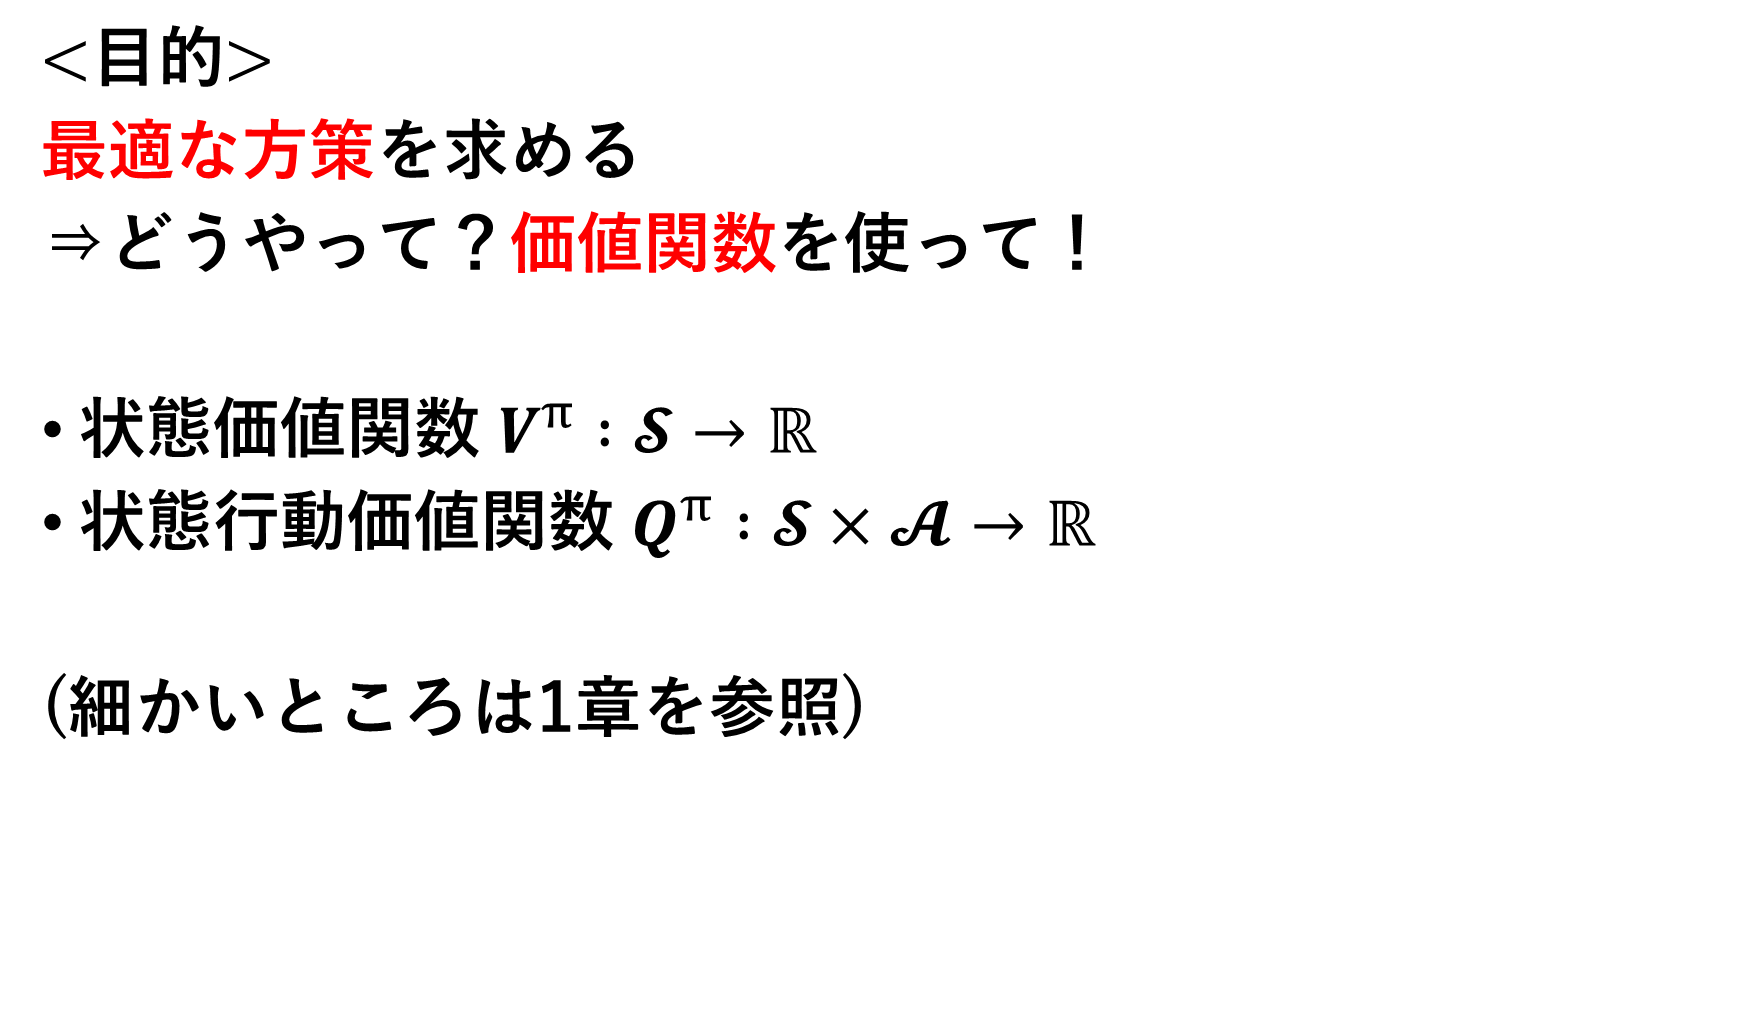 <目的>
最適な方策を求める
⇒どうやって？価値関数を使って！
• 状態価値関数 𝑽^π : 𝓢 → ℝ
• 状態行動価値関数 𝑸^π : 𝓢 × 𝓐 → ℝ
(細かいところは1章を参照)